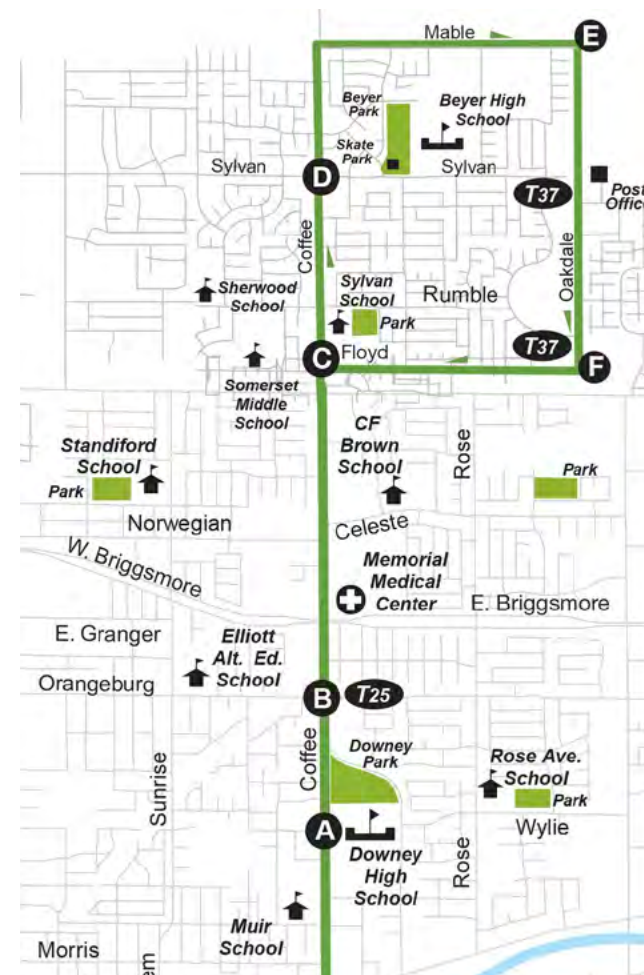 Mable
E
Beyer
Park
Beyer High
School
Skate
Park
Sylvan
D
Sylvan
T37
Post
Office
Coffee
Sherwood
School
Sylvan
School
Rumble
Oakdale
Park
T37
C
Floyd
F
Somerset
Middle
School
CF
Brown
School
Rose
Standiford
School
Park
Park
Norwegian
Celeste
W. Briggsmore
Memorial
Medical
Center
E. Briggsmore
E. Granger
Elliott
Alt. Ed.
School
Orangeburg
B
T25
Coffee
Downey
Park
Sunrise
Rose Ave.
School
Park
A
Wylie
Downey
High
School
Rose
Muir
School
Morris
em